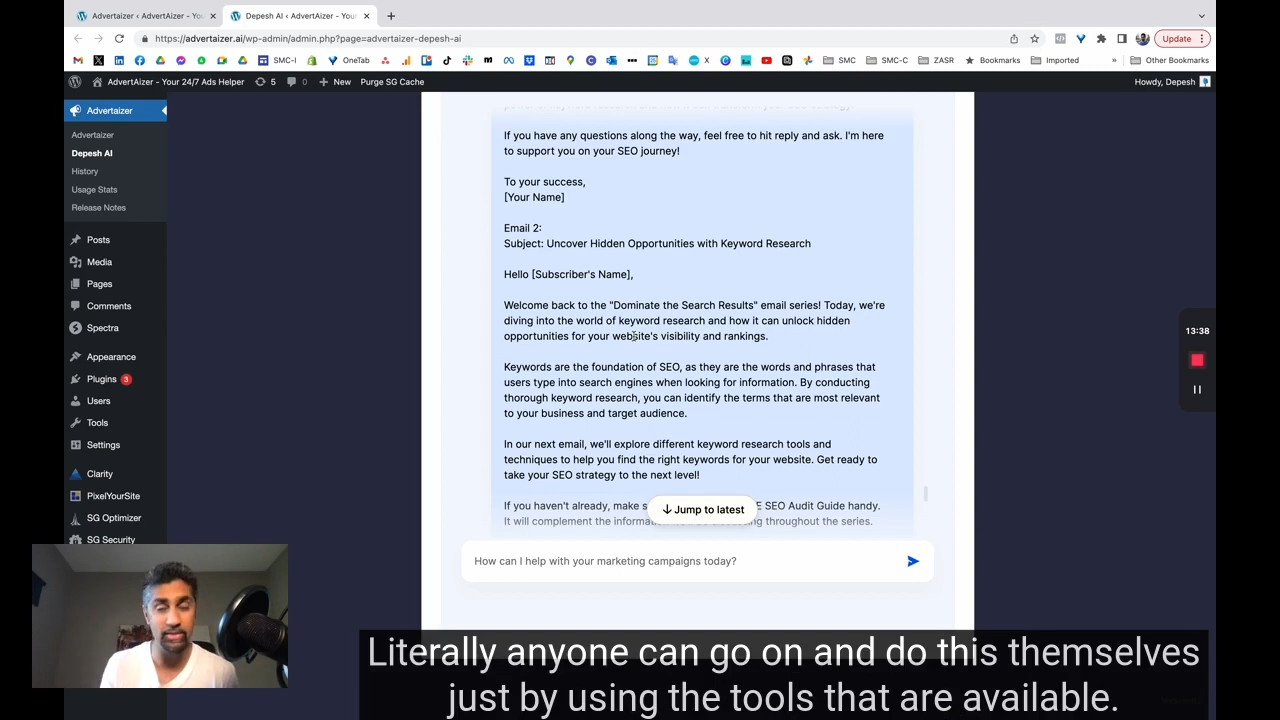 Advertaizer ‹ AdvertAizer - Yo
Depesh AI ‹ AdvertAizer - Your
https://advertaizer.ai/wp-admin/admin.php?page=advertaizer-depesh-ai
Update
SMC-I
OneTab
X
SMC
SMC-C
ZASR
Bookmarks
Imported
»
Other Bookmarks
AdvertAizer - Your 24/7 Ads Helper
5
0
New
Purge SG Cache
Howdy, Depesh
Advertaizer
Advertaizer
Depesh AI
History
Usage Stats
Release Notes
Posts
Media
Pages
Comments
Spectra
Appearance
Plugins 3
Users
Tools
Settings
Clarity
PixelYourSite
SG Optimizer
SG Security
If you have any questions along the way, feel free to hit reply and ask. I'm here
to support you on your SEO journey!
To your success,
[Your Name]
Email 2:
Subject: Uncover Hidden Opportunities with Keyword Research
Hello [Subscriber's Name],
Welcome back to the "Dominate the Search Results" email series! Today, we're
diving into the world of keyword research and how it can unlock hidden
opportunities for your website's visibility and rankings.
Keywords are the foundation of SEO, as they are the words and phrases that
users type into search engines when looking for information. By conducting
thorough keyword research, you can identify the terms that are most relevant
to your business and target audience.
In our next email, we'll explore different keyword research tools and
techniques to help you find the right keywords for your website. Get ready to
take your SEO strategy to the next level!
If you haven't already, make s
SEO Audit Guide handy.
Jump to latest
It will complement the
throughout the series.
How can I help with your marketing campaigns today?
13:38
Literally anyone can go on and do this themselves
just by using the tools that are available.